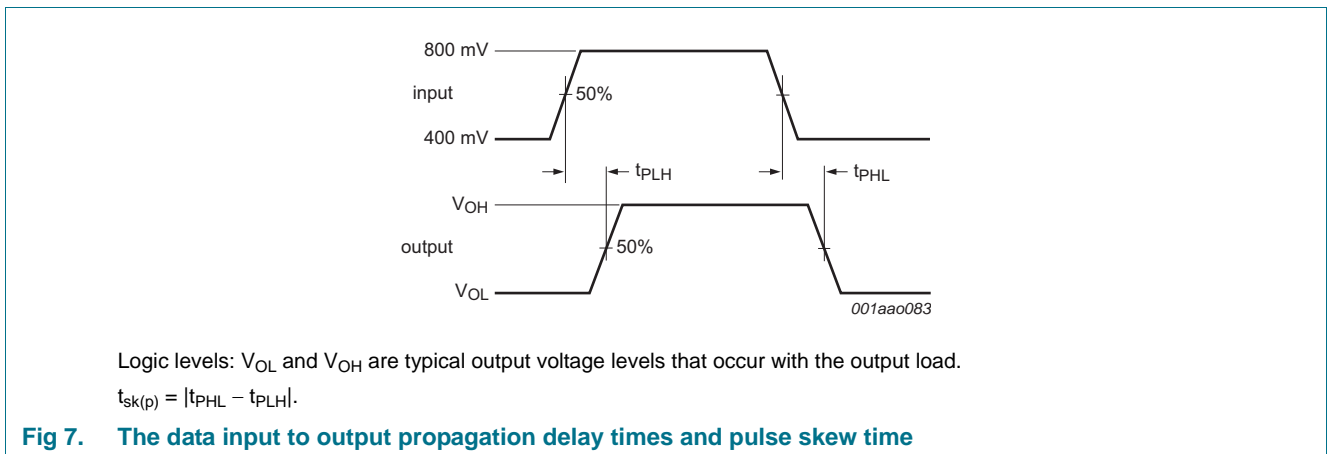 800 mV
input
50%
400 mV
tPLH
tPHL
VOH
output
50%
VOL
001aao083
Logic levels: VOL and VOH are typical output voltage levels that occur with the output load.
tsk(p) = |tPHL − tPLH|.
Fig 7. The data input to output propagation delay times and pulse skew time